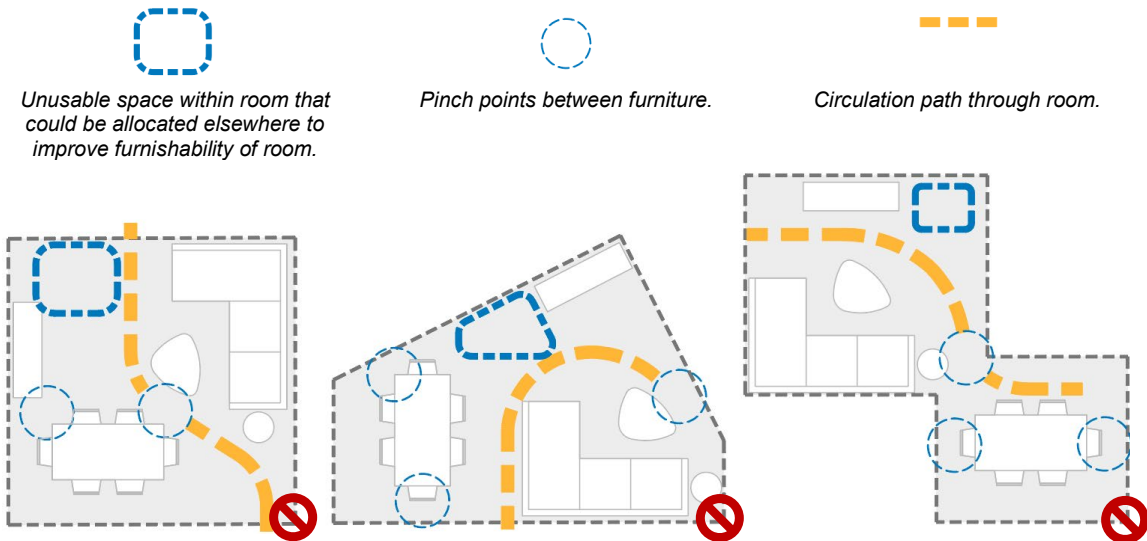 Unusable space within room that
could be allocated elsewhere to
improve furnishability of room.
Pinch points between furniture.
Circulation path through room.